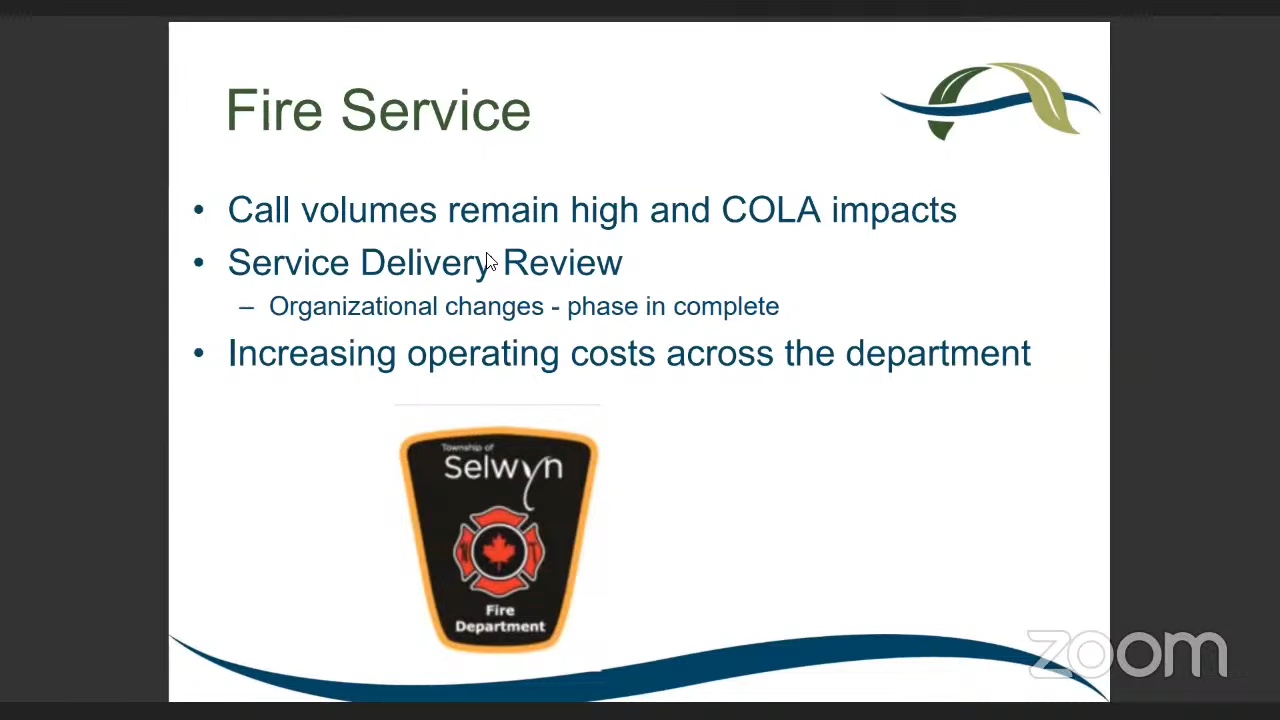 Fire Service
• Call volumes remain high and COLA impacts
• Service Delivery Review
– Organizational changes - phase in complete
• Increasing operating costs across the department
Township of
Selwyn
Fire
Department
zoom